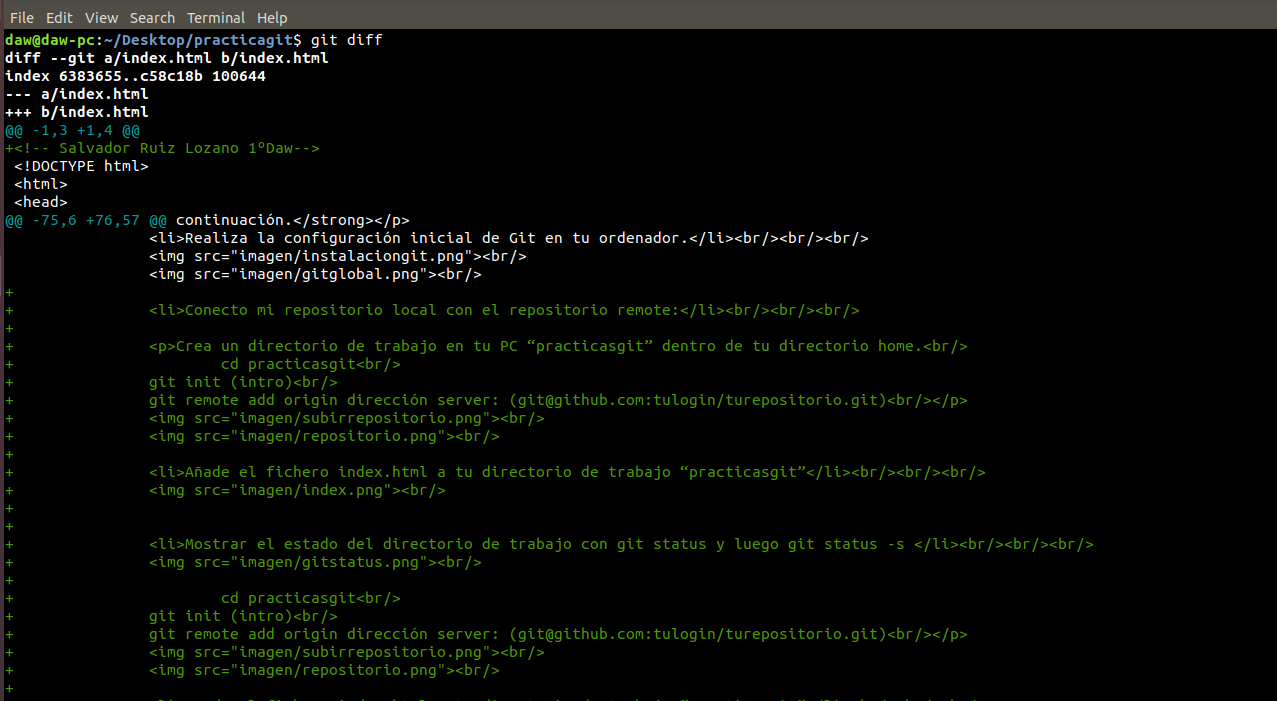 File Edit View Search Terminal Help
daw@daw-pc:~/Desktop/practicagit$ git diff
diff --git a/index.html b/index.html
index 6383655..c58c18b 100644
--- a/index.html
+++ b/index.html
@@ -1,3 +1,4 @@
+<!-- Salvador Ruiz Lozano 1ºDaw-->
 <!DOCTYPE html>
 <html>
 <head>
@@ -75,6 +76,57 @@ continuación.</strong></p>
                <li>Realiza la configuración inicial de Git en tu ordenador.</li><br/><br/><br/>
                <img src="imagen/instalaciongit.png"><br/>
                <img src="imagen/gitglobal.png"><br/>
+
+               <li>Conecto mi repositorio local con el repositorio remote:</li><br/><br/><br/>
+
+               <p>Crea un directorio de trabajo en tu PC “practicasgit” dentro de tu directorio home.<br/>
+                       cd practicasgit<br/>
+               git init (intro)<br/>
+               git remote add origin dirección server: (git@github.com:tulogin/turepositorio.git)<br/></p>
+               <img src="imagen/subirrepositorio.png"><br/>
+               <img src="imagen/repositorio.png"><br/>
+
+               <li>Añade el fichero index.html a tu directorio de trabajo “practicasgit”</li><br/><br/><br/>
+               <img src="imagen/index.png"><br/>
+
+
+               <li>Mostrar el estado del directorio de trabajo con git status y luego git status -s </li><br/><br/><br/>
+               <img src="imagen/gitstatus.png"><br/>
+
+                       cd practicasgit<br/>
+               git init (intro)<br/>
+               git remote add origin dirección server: (git@github.com:tulogin/turepositorio.git)<br/></p>
+               <img src="imagen/subirrepositorio.png"><br/>
+               <img src="imagen/repositorio.png"><br/>
+